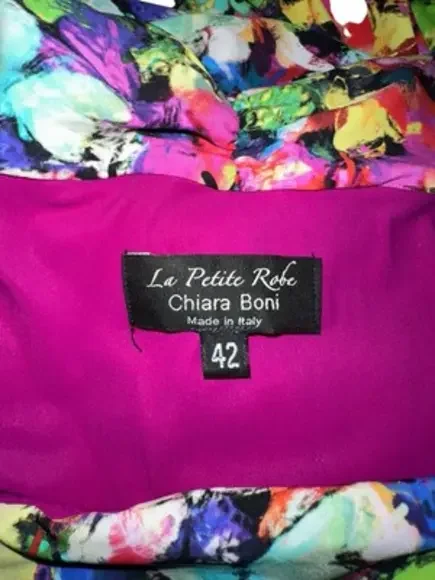 La Petite Robe
Chiara Boni
Made in Italy
42